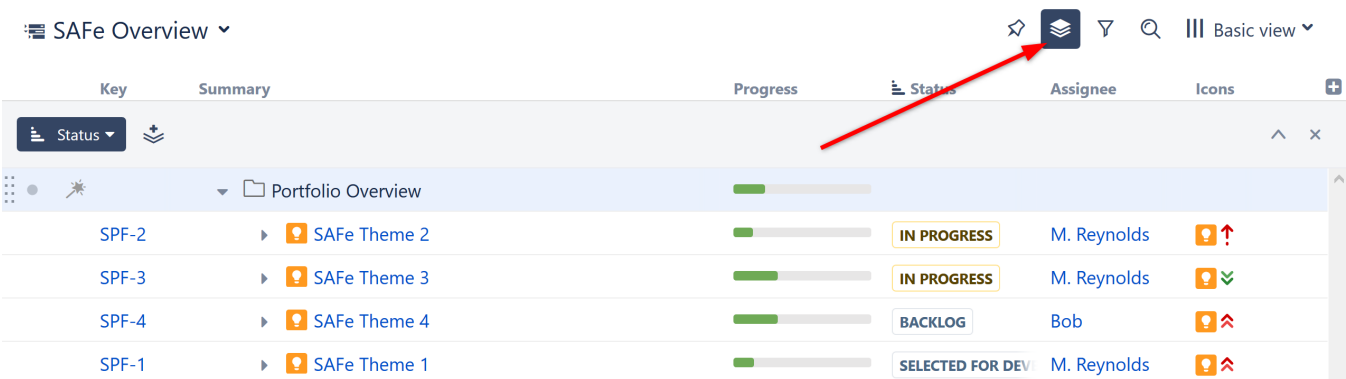 SAFe Overview Basic view
Key Summary Progress Status Assignee Icons
Status
Portfolio Overview
SPF-2 SAFe Theme 2 IN PROGRESS M. Reynolds
SPF-3 SAFe Theme 3 IN PROGRESS M. Reynolds
SPF-4 SAFe Theme 4 BACKLOG Bob
SPF-1 SAFe Theme 1 SELECTED FOR DEV M. Reynolds